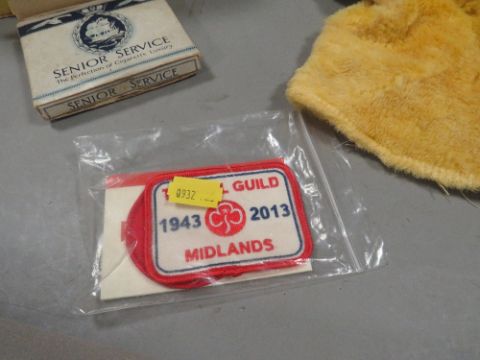 SENIOR SERVICE
The Perfection of Cigarette Luxury
SENIOR SERVICE
0932
GUILD
1943 2013
MIDLANDS